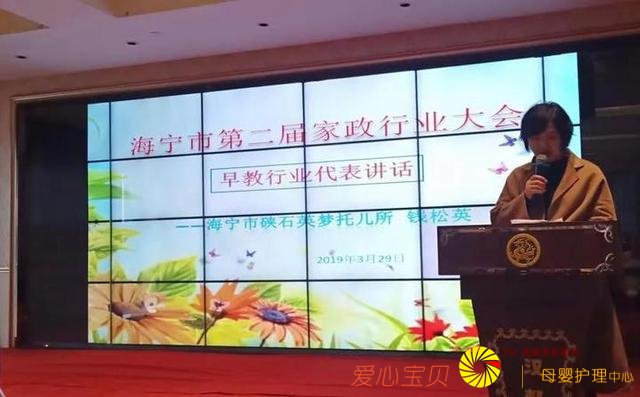 海宁市第二届家政行业大会
早教行业代表讲话
——海宁市硖石英梦托儿所 钱松英
2019年3月29日
爱心宝贝
母婴护理中心